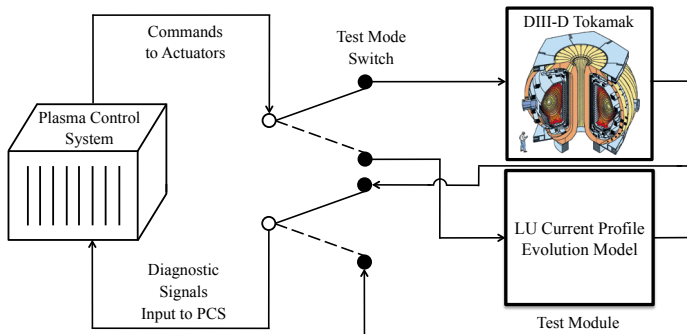 Commands
to Actuators
Test Mode
Switch
DIII-D Tokamak
Plasma Control
System
LU Current Profile
Evolution Model
Diagnostic
Signals
Input to PCS
Test Module